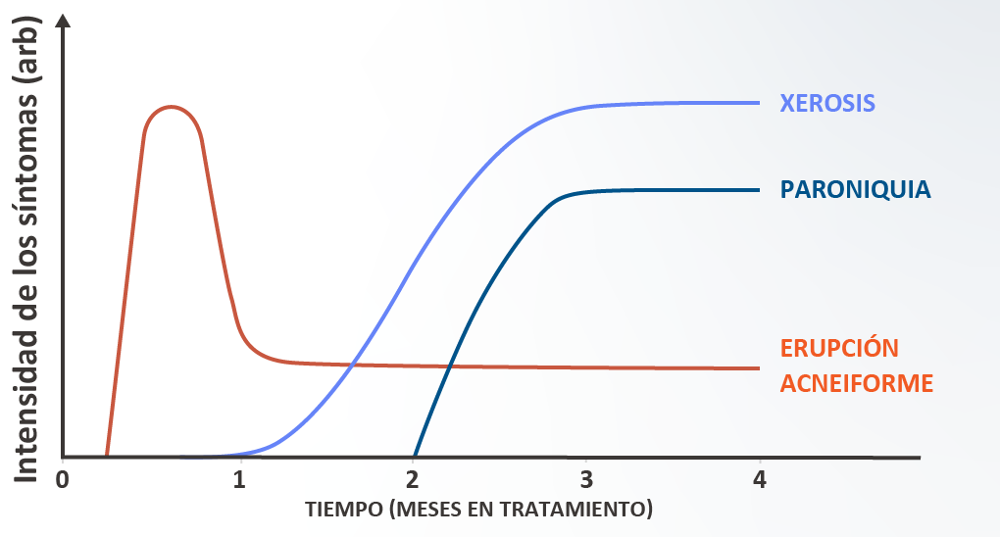 Intensidad de los síntomas (arb)
XEROSIS
PARONIQUIA
ERUPCIÓN
ACNEIFORME
0 1 2 3 4
TIEMPO (MESES EN TRATAMIENTO)